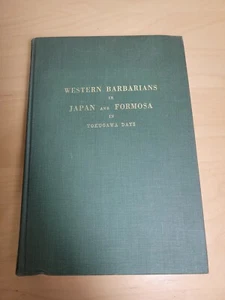 WESTERN BARBARIANS
IN
JAPAN AND FORMOSA
IN
TOKUGAWA DAYS